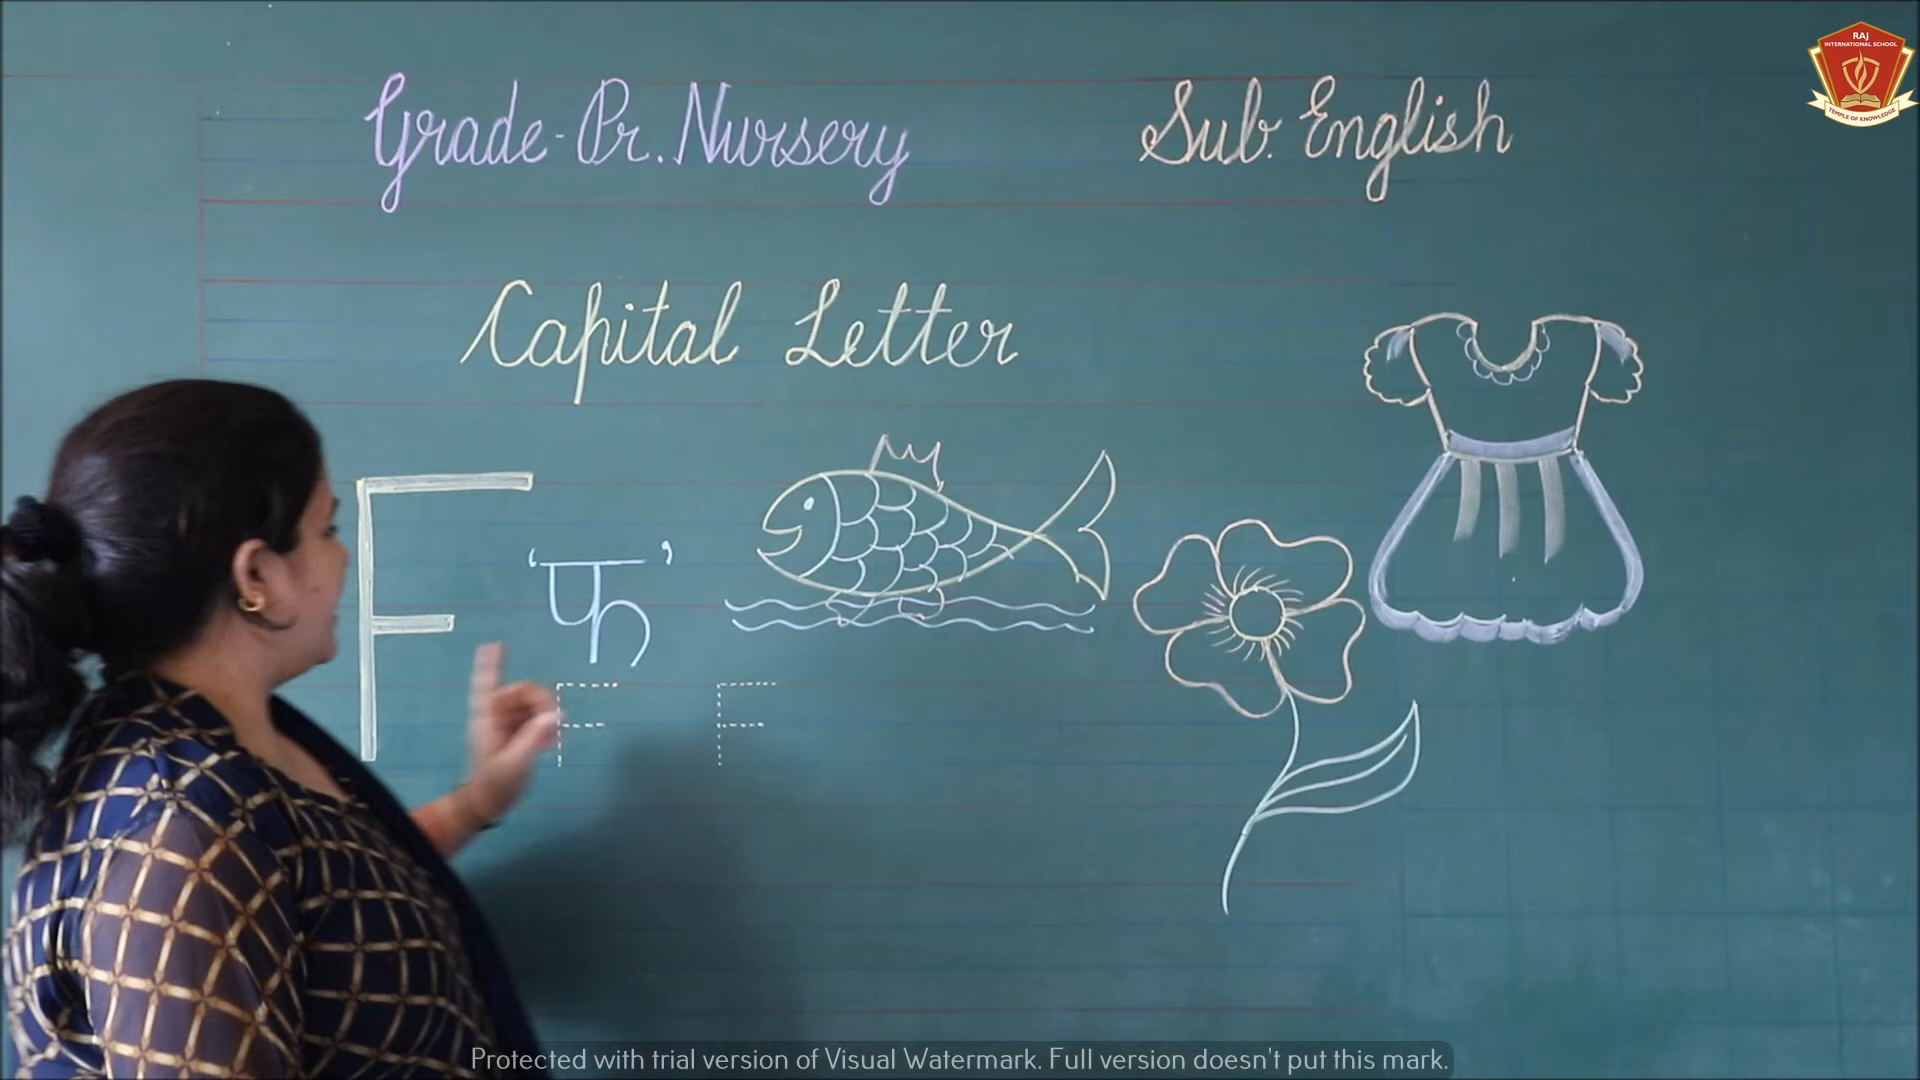 Grade-Pr. Nursery
Sub. English
Capital Letter
F
'फ'
F F
RAJ
INTERNATIONAL SCHOOL
TEMPLE OF KNOWLEDGE
Protected with trial version of Visual Watermark. Full version doesn't put this mark.